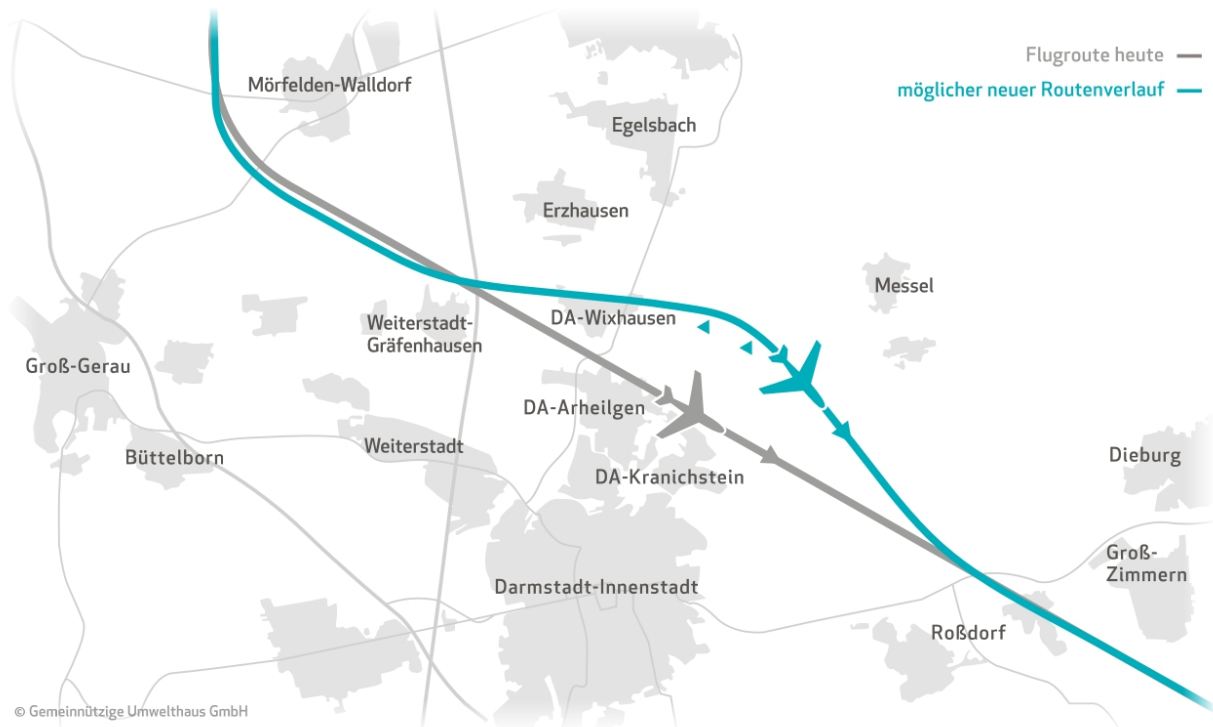 Flugroute heute
möglicher neuer Routenverlauf
Mörfelden-Walldorf
Egelsbach
Erzhausen
Messel
DA-Wixhausen
Weiterstadt-
Gräfenhausen
Groß-Gerau
DA-Arheilgen
Weiterstadt
Büttelborn
DA-Kranichstein
Dieburg
Groß-
Zimmern
Darmstadt-Innenstadt
Roßdorf
© Gemeinnützige Umwelthaus GmbH